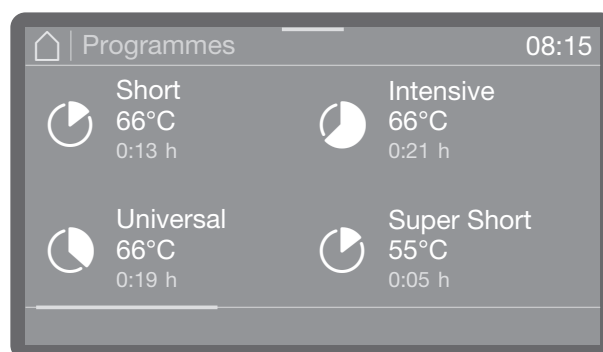 Programmes
08:15
Short
66°C
0:13 h
Intensive
66°C
0:21 h
Universal
66°C
0:19 h
Super Short
55°C
0:05 h